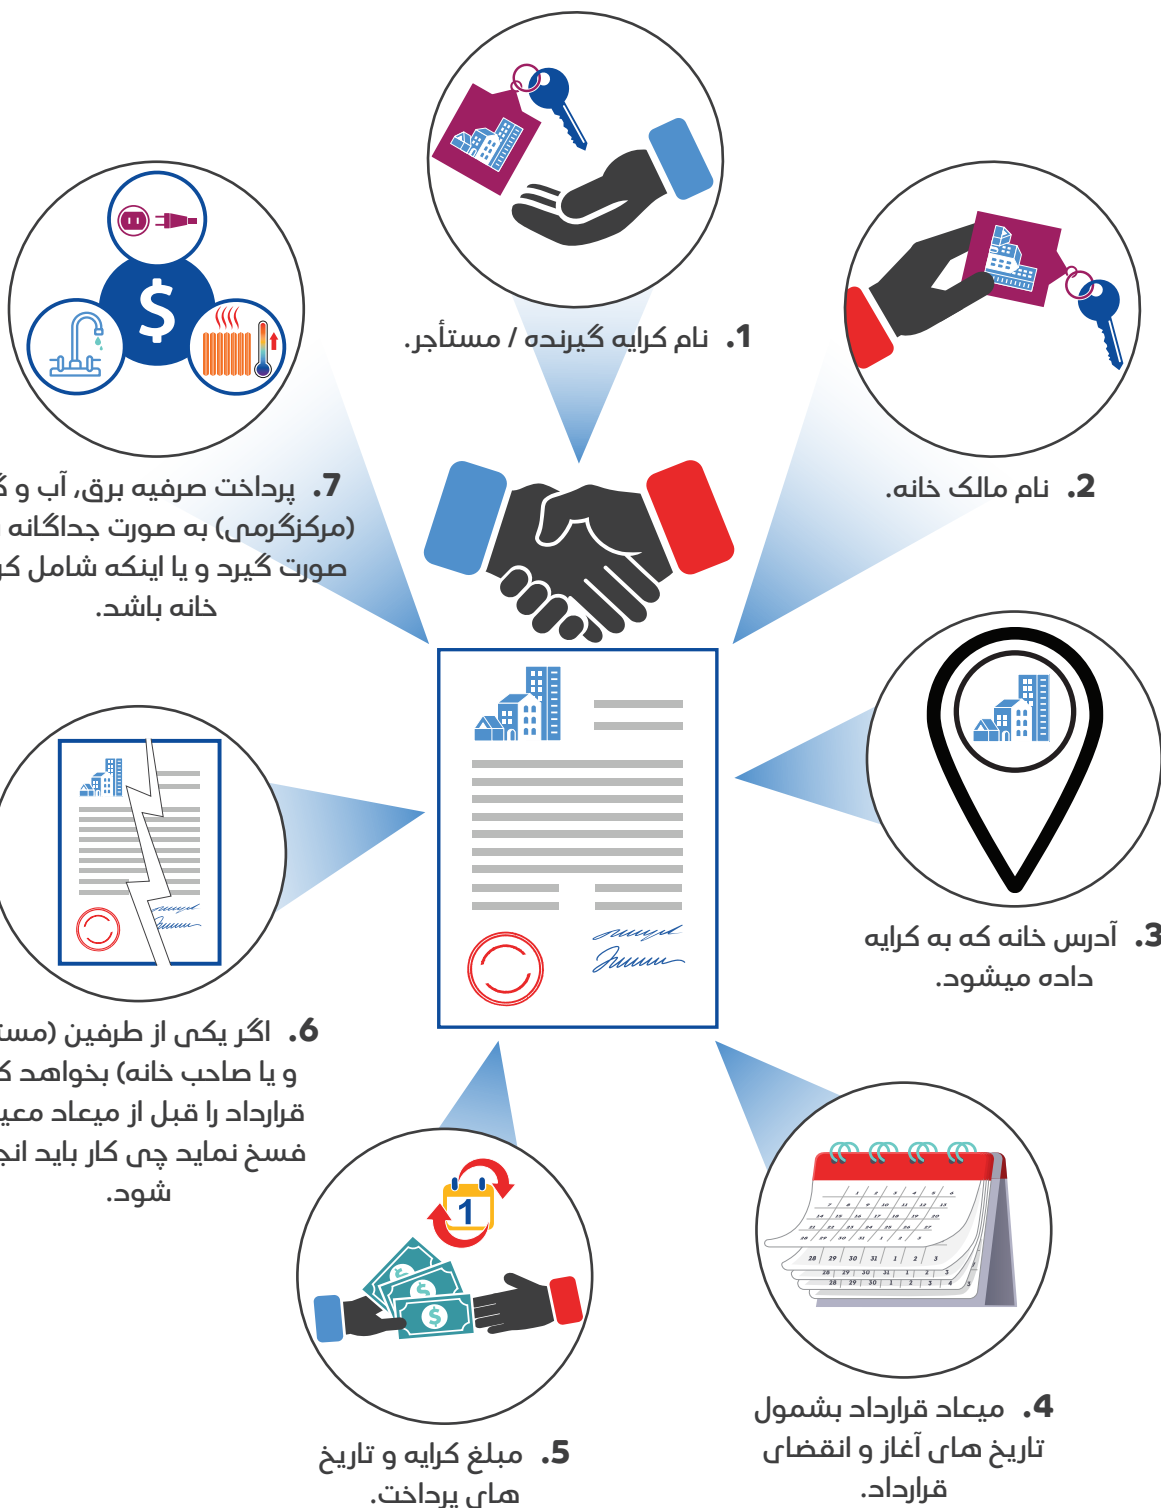 1. نام کرایه گیرنده / مستأجر.
2. نام مالک خانه.
3. آدرس خانه که به کرایه
داده میشود.
4. میعاد قرارداد بشمول
تاریخ های آغاز و انقضای
قرارداد.
5. مبلغ کرایه و تاریخ
های پرداخت.
6. اگر یکی از طرفین
و یا صاحب خانه) بخواهد
قرارداد را قبل از میعاد
فسخ نماید چی کار باید
شود.
7. پرداخت صرفیه برق، آب و
(مرکزگرمی) به صورت جداگانه
صورت گیرد و یا اینکه شامل
خانه باشد.
$
1